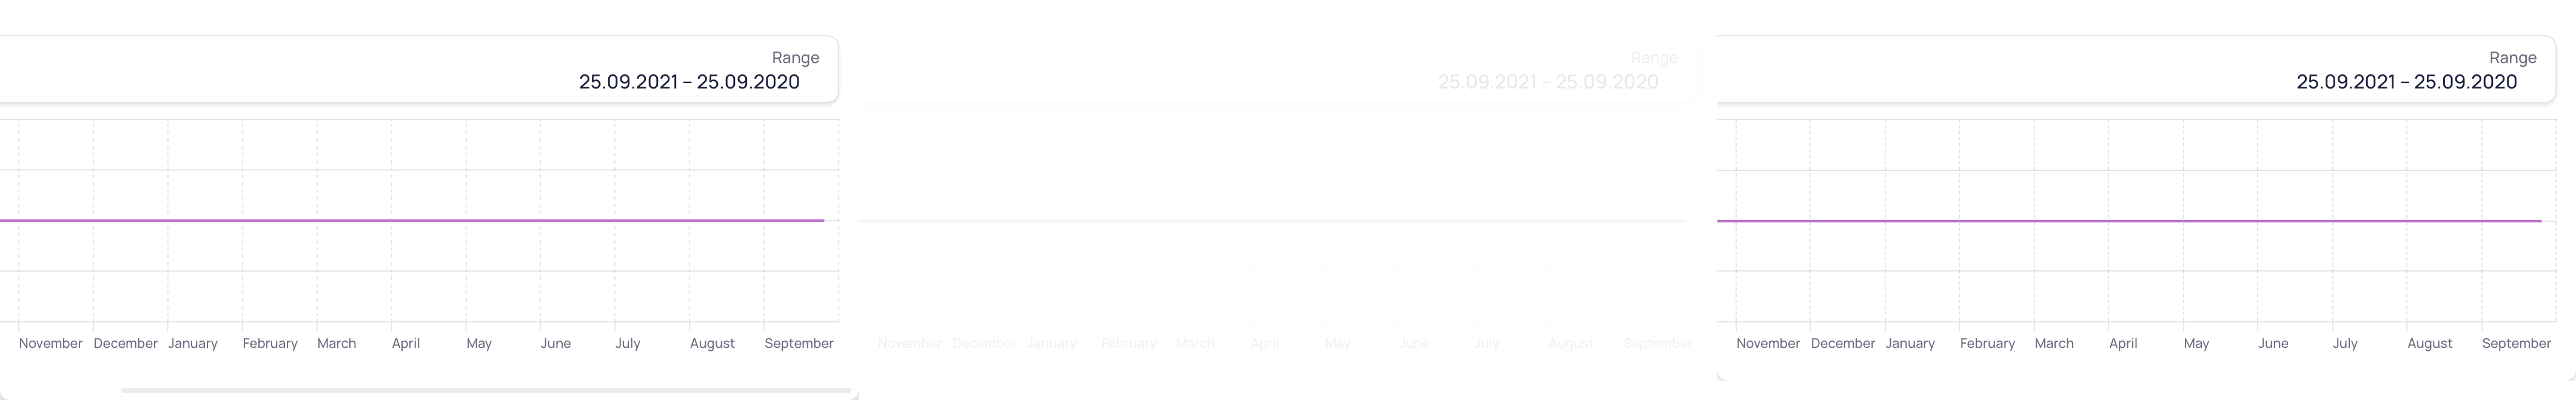 Range
25.09.2021 – 25.09.2020
November December January February March April May June July August September
Range
25.09.2021 – 25.09.2020
November December January February March April May June July August September
Range
25.09.2021 – 25.09.2020
November December January February March April May June July August September